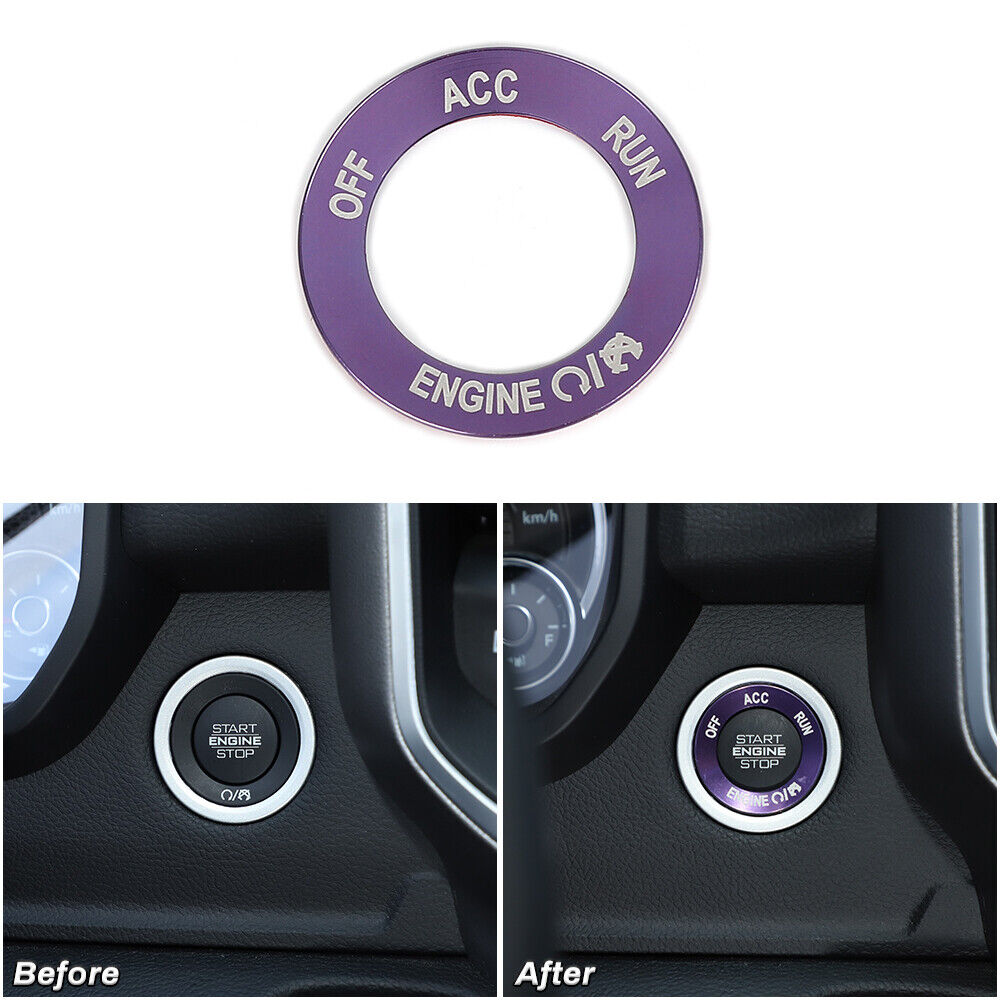 ACC
OFF
RUN
ENGINE
km/h
START
ENGINE
STOP
Before
km/h
F
OFF
ACC
RUN
START
ENGINE
STOP
ENGINE
After